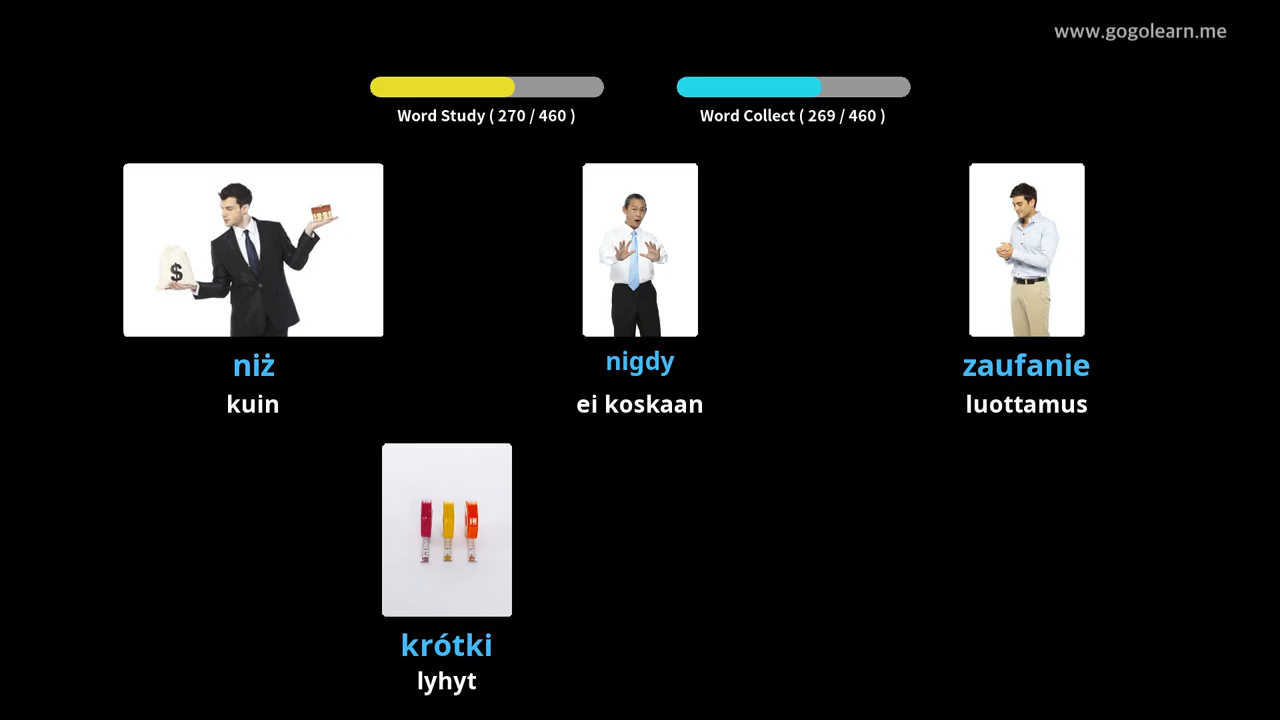 www.gogolearn.me
Word Study ( 270 / 460 )
Word Collect ( 269 / 460 )
$
niż
nigdy
zaufanie
kuin
ei koskaan
luottamus
krótki
lyhyt